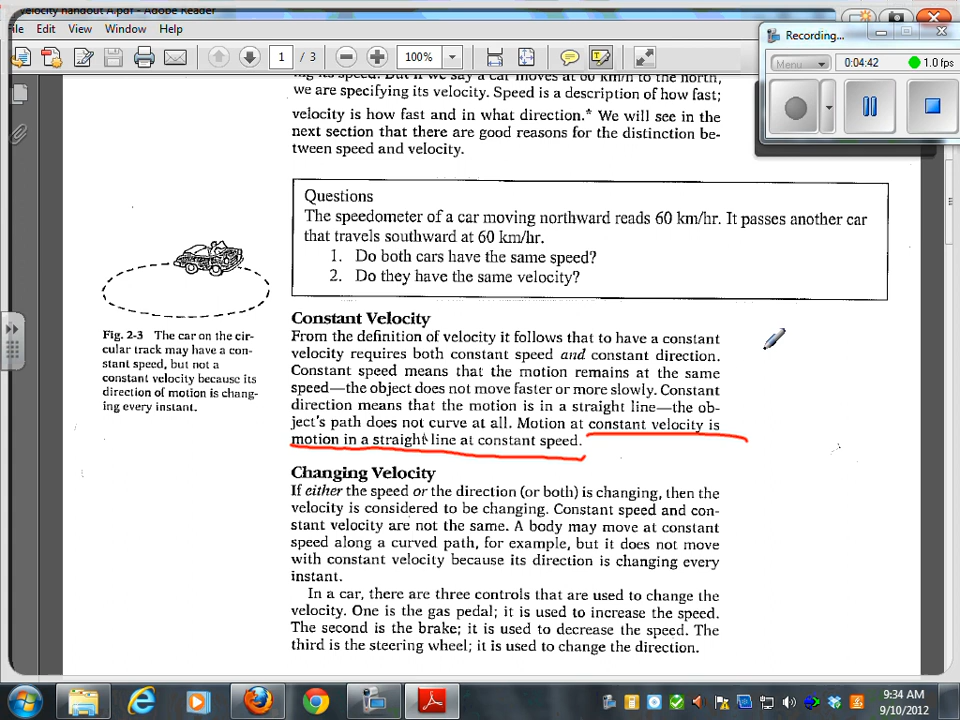 velocity handout A.pdf - Adobe Reader
File Edit View Window Help
1 / 3 100%
Recording...
Menu 0:04:42 1.0 fps
ing its speed. But if we say a car moves at 60 km/h to the north,
we are specifying its velocity. Speed is a description of how fast;
velocity is how fast and in what direction.* We will see in the
next section that there are good reasons for the distinction be-
tween speed and velocity.
Questions
The speedometer of a car moving northward reads 60 km/hr. It passes another car
that travels southward at 60 km/hr.
1. Do both cars have the same speed?
2. Do they have the same velocity?
Fig. 2-3 The car on the cir-
cular track may have a con-
stant speed, but not a
constant velocity because its
direction of motion is chang-
ing every instant.
Constant Velocity
From the definition of velocity it follows that to have a constant
velocity requires both constant speed and constant direction.
Constant speed means that the motion remains at the same
speed—the object does not move faster or more slowly. Constant
direction means that the motion is in a straight line—the ob-
ject's path does not curve at all. Motion at constant velocity is
motion in a straight line at constant speed.
Changing Velocity
If either the speed or the direction (or both) is changing, then the
velocity is considered to be changing. Constant speed and con-
stant velocity are not the same. A body may move at constant
speed along a curved path, for example, but it does not move
with constant velocity because its direction is changing every
instant.
In a car, there are three controls that are used to change the
velocity. One is the gas pedal; it is used to increase the speed.
The second is the brake; it is used to decrease the speed. The
third is the steering wheel; it is used to change the direction.
9:34 AM
9/10/2012